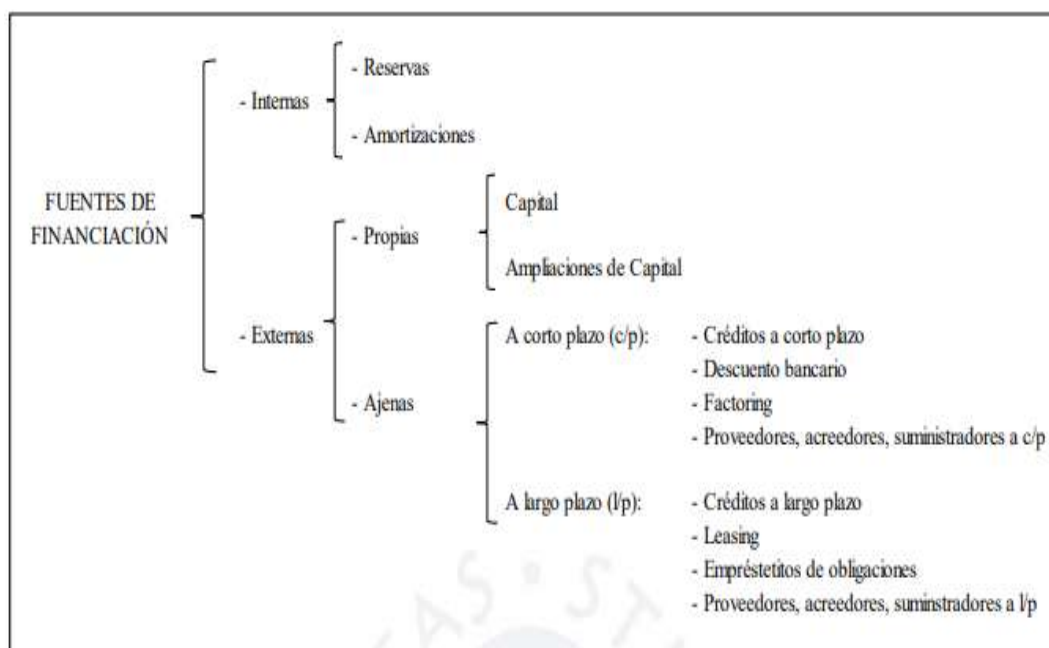 FUENTES DE
FINANCIACIÓN
- Internas
- Reservas
- Amortizaciones
- Externas
- Propias
Capital
Ampliaciones de Capital
- Ajenas
A corto plazo (c/p):
- Créditos a corto plazo
- Descuento bancario
- Factoring
- Proveedores, acreedores, suministradores a c/p
A largo plazo (l/p):
- Créditos a largo plazo
- Leasing
- Empréstetitos de obligaciones
- Proveedores, acreedores, suminstradores a l/p